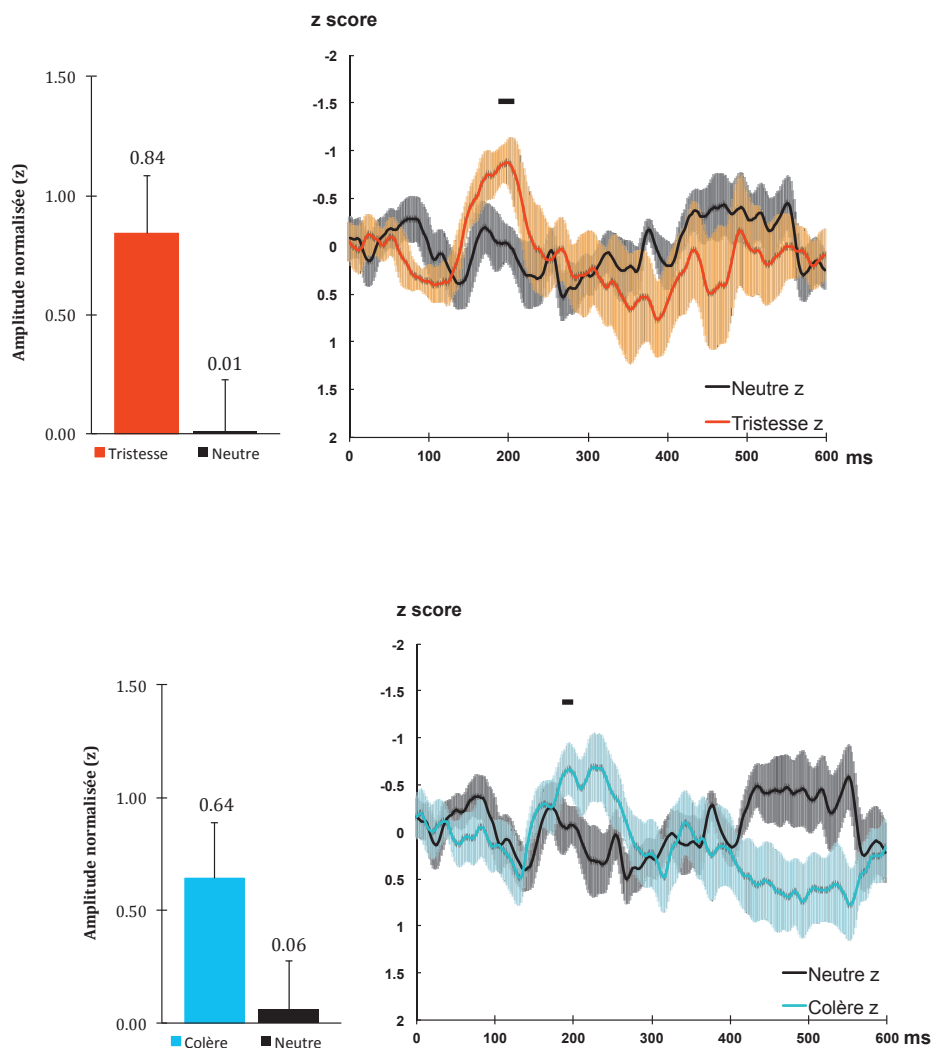 z score
-2
-1.5
-1
-0.5
0
0.5
1
1.5
2
0 100 200 300 400 500 600 ms
Neutre z
Tristesse z
Amplitude normalisée (z)
1.50
1.00
0.50
0.00
0.84
0.01
Tristesse Neutre
z score
-2
-1.5
-1
-0.5
0
0.5
1
1.5
2
0 100 200 300 400 500 600 ms
Neutre z
Colère z
Amplitude normalisée (z)
1.50
1.00
0.50
0.00
0.64
0.06
Colère Neutre